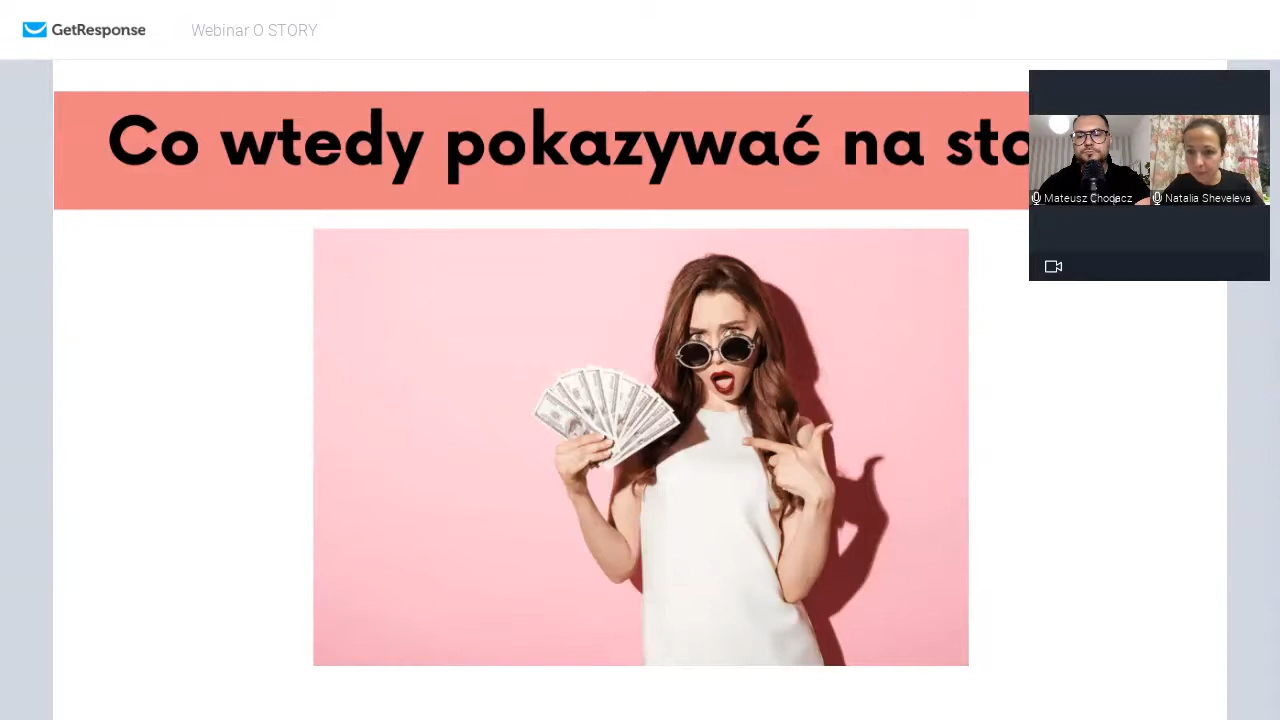 GetResponse
Webinar O STORY
Co wtedy pokazywać na sto
Mateusz Chodacz
Natalia Sheveleva